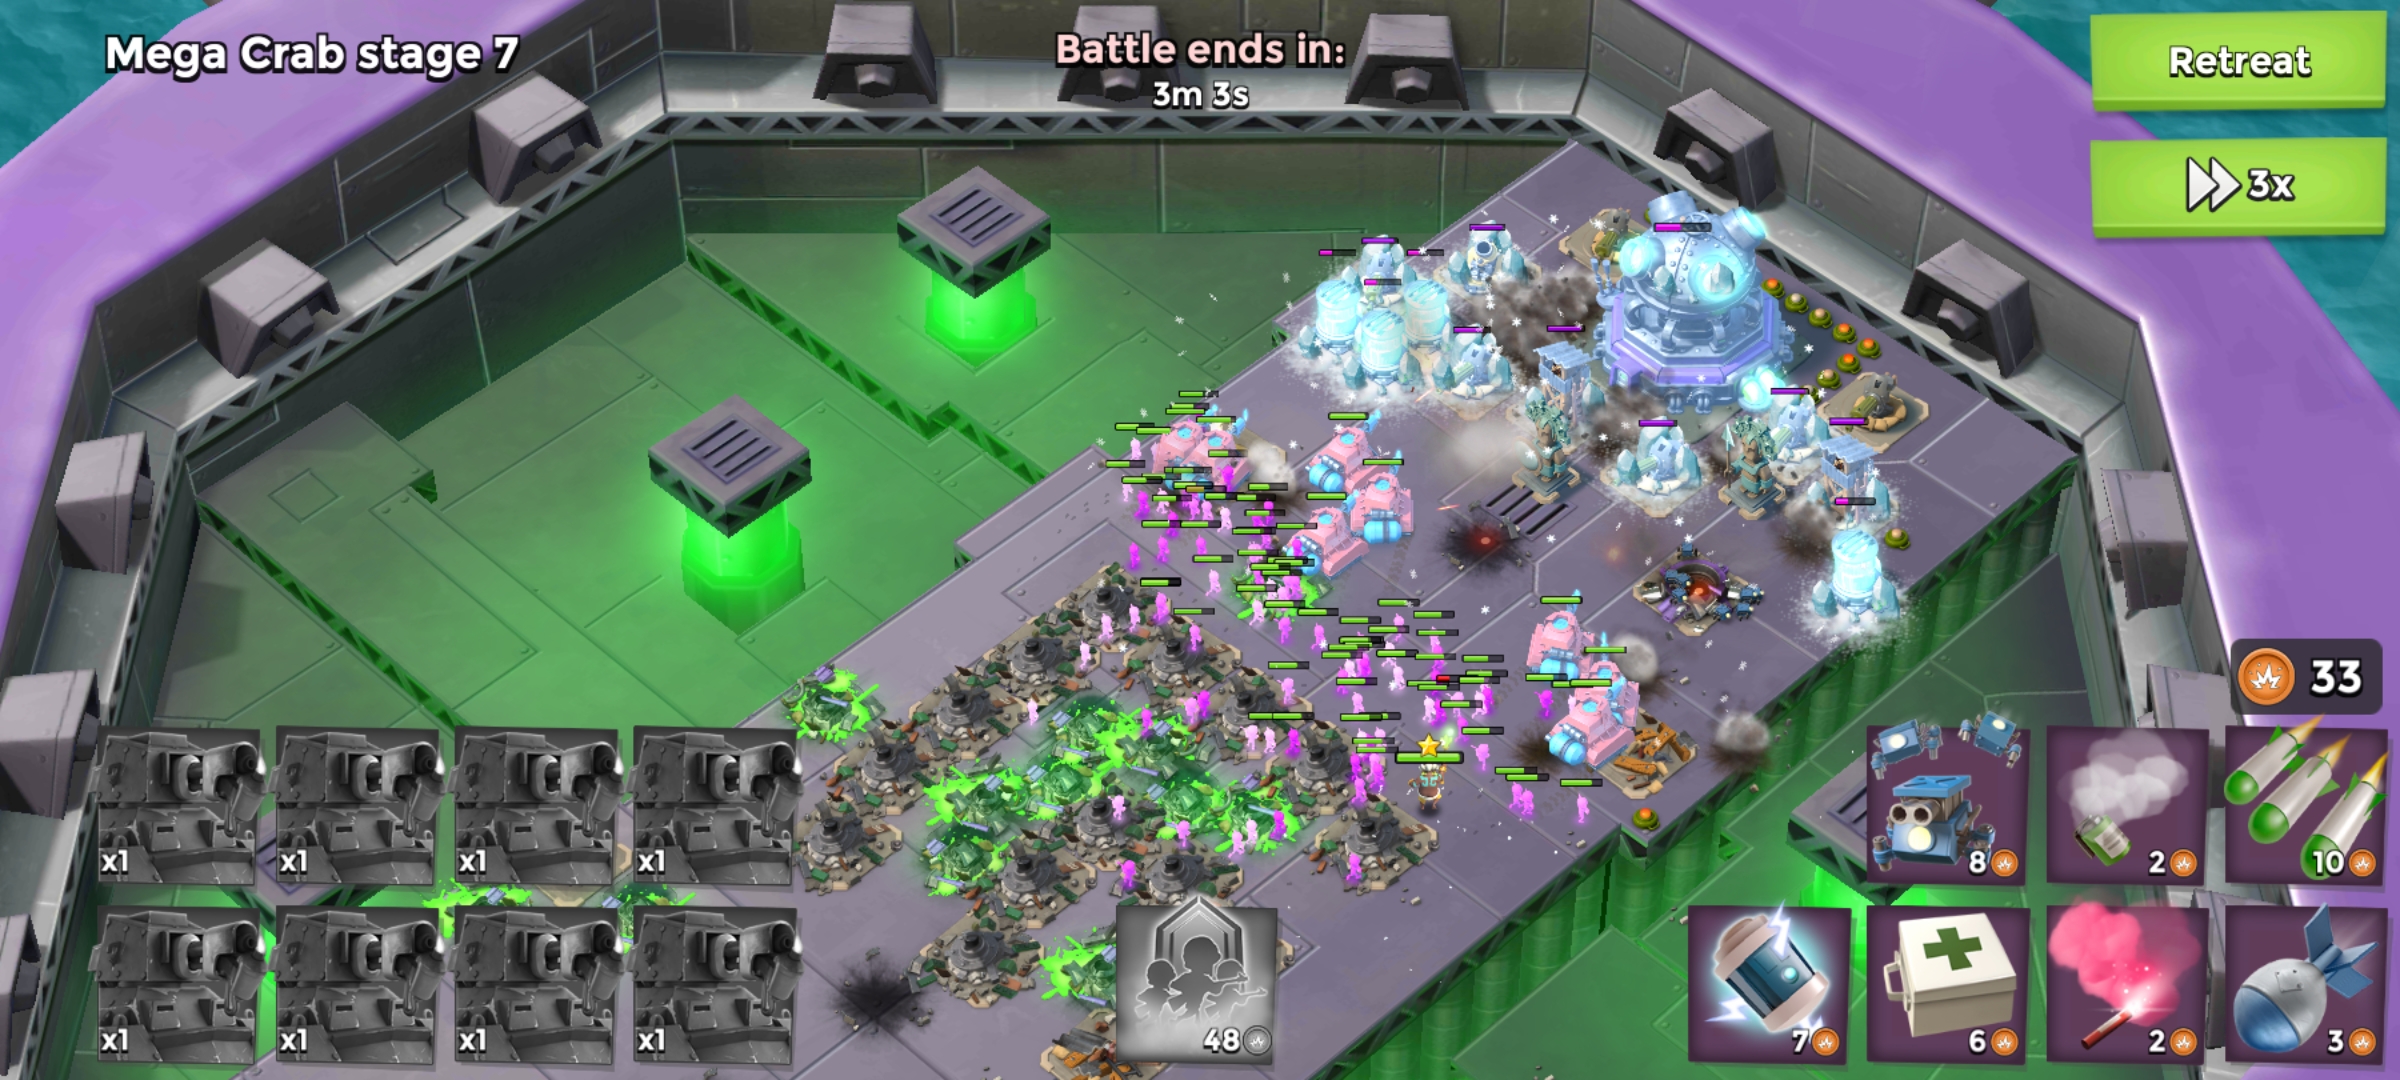 Mega Crab stage 7
Battle ends in:
3m 3s
Retreat
3x
33
8
2
10
x1
x1
x1
x1
x1
x1
x1
x1
48
7
6
2
3